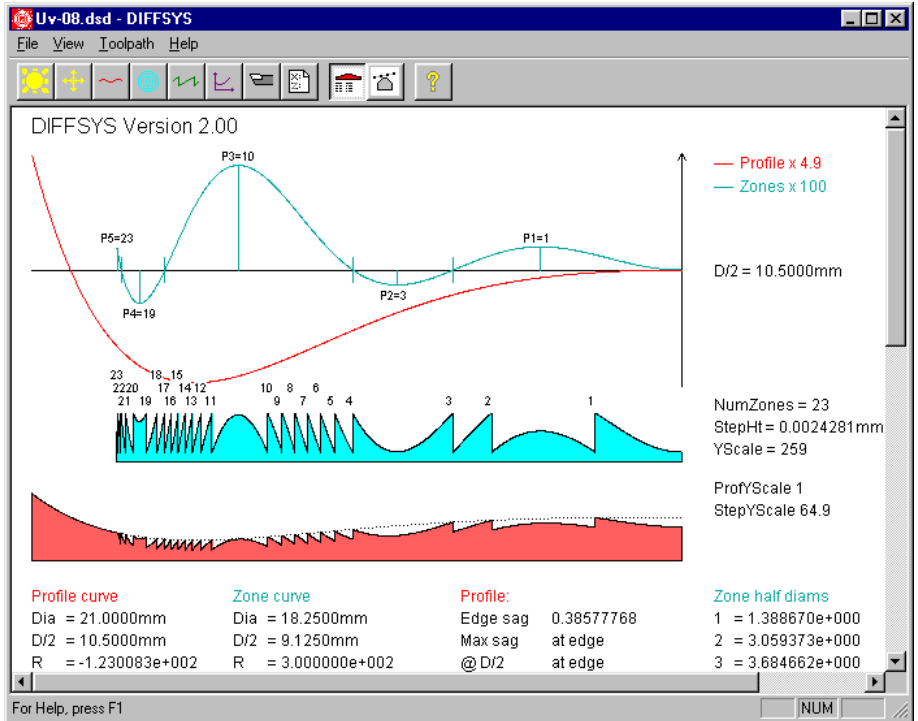 Uv-08.dsd - DIFFSYS
File View Toolpath Help
DIFFSYS Version 2.00
P3=10
Profile x 4.9
Zones x 100
P5=23
P1=1
D/2 = 10.5000mm
P2=3
P4=19
23 18 15
2220 17 14 12 10 8 6
21 19 16 13 11 9 7 5 4 3 2 1
NumZones = 23
StepHt = 0.0024281mm
YScale = 259
ProfYScale 1
StepYScale 64.9
Profile curve Zone curve Profile: Zone half diams
Dia = 21.0000mm Dia = 18.2500mm Edge sag 0.38577768 1 = 1.388670e+000
D/2 = 10.5000mm D/2 = 9.1250mm Max sag at edge 2 = 3.059373e+000
R = -1.230083e+002 R = 3.000000e+002 @ D/2 at edge 3 = 3.684662e+000
For Help, press F1 NUM